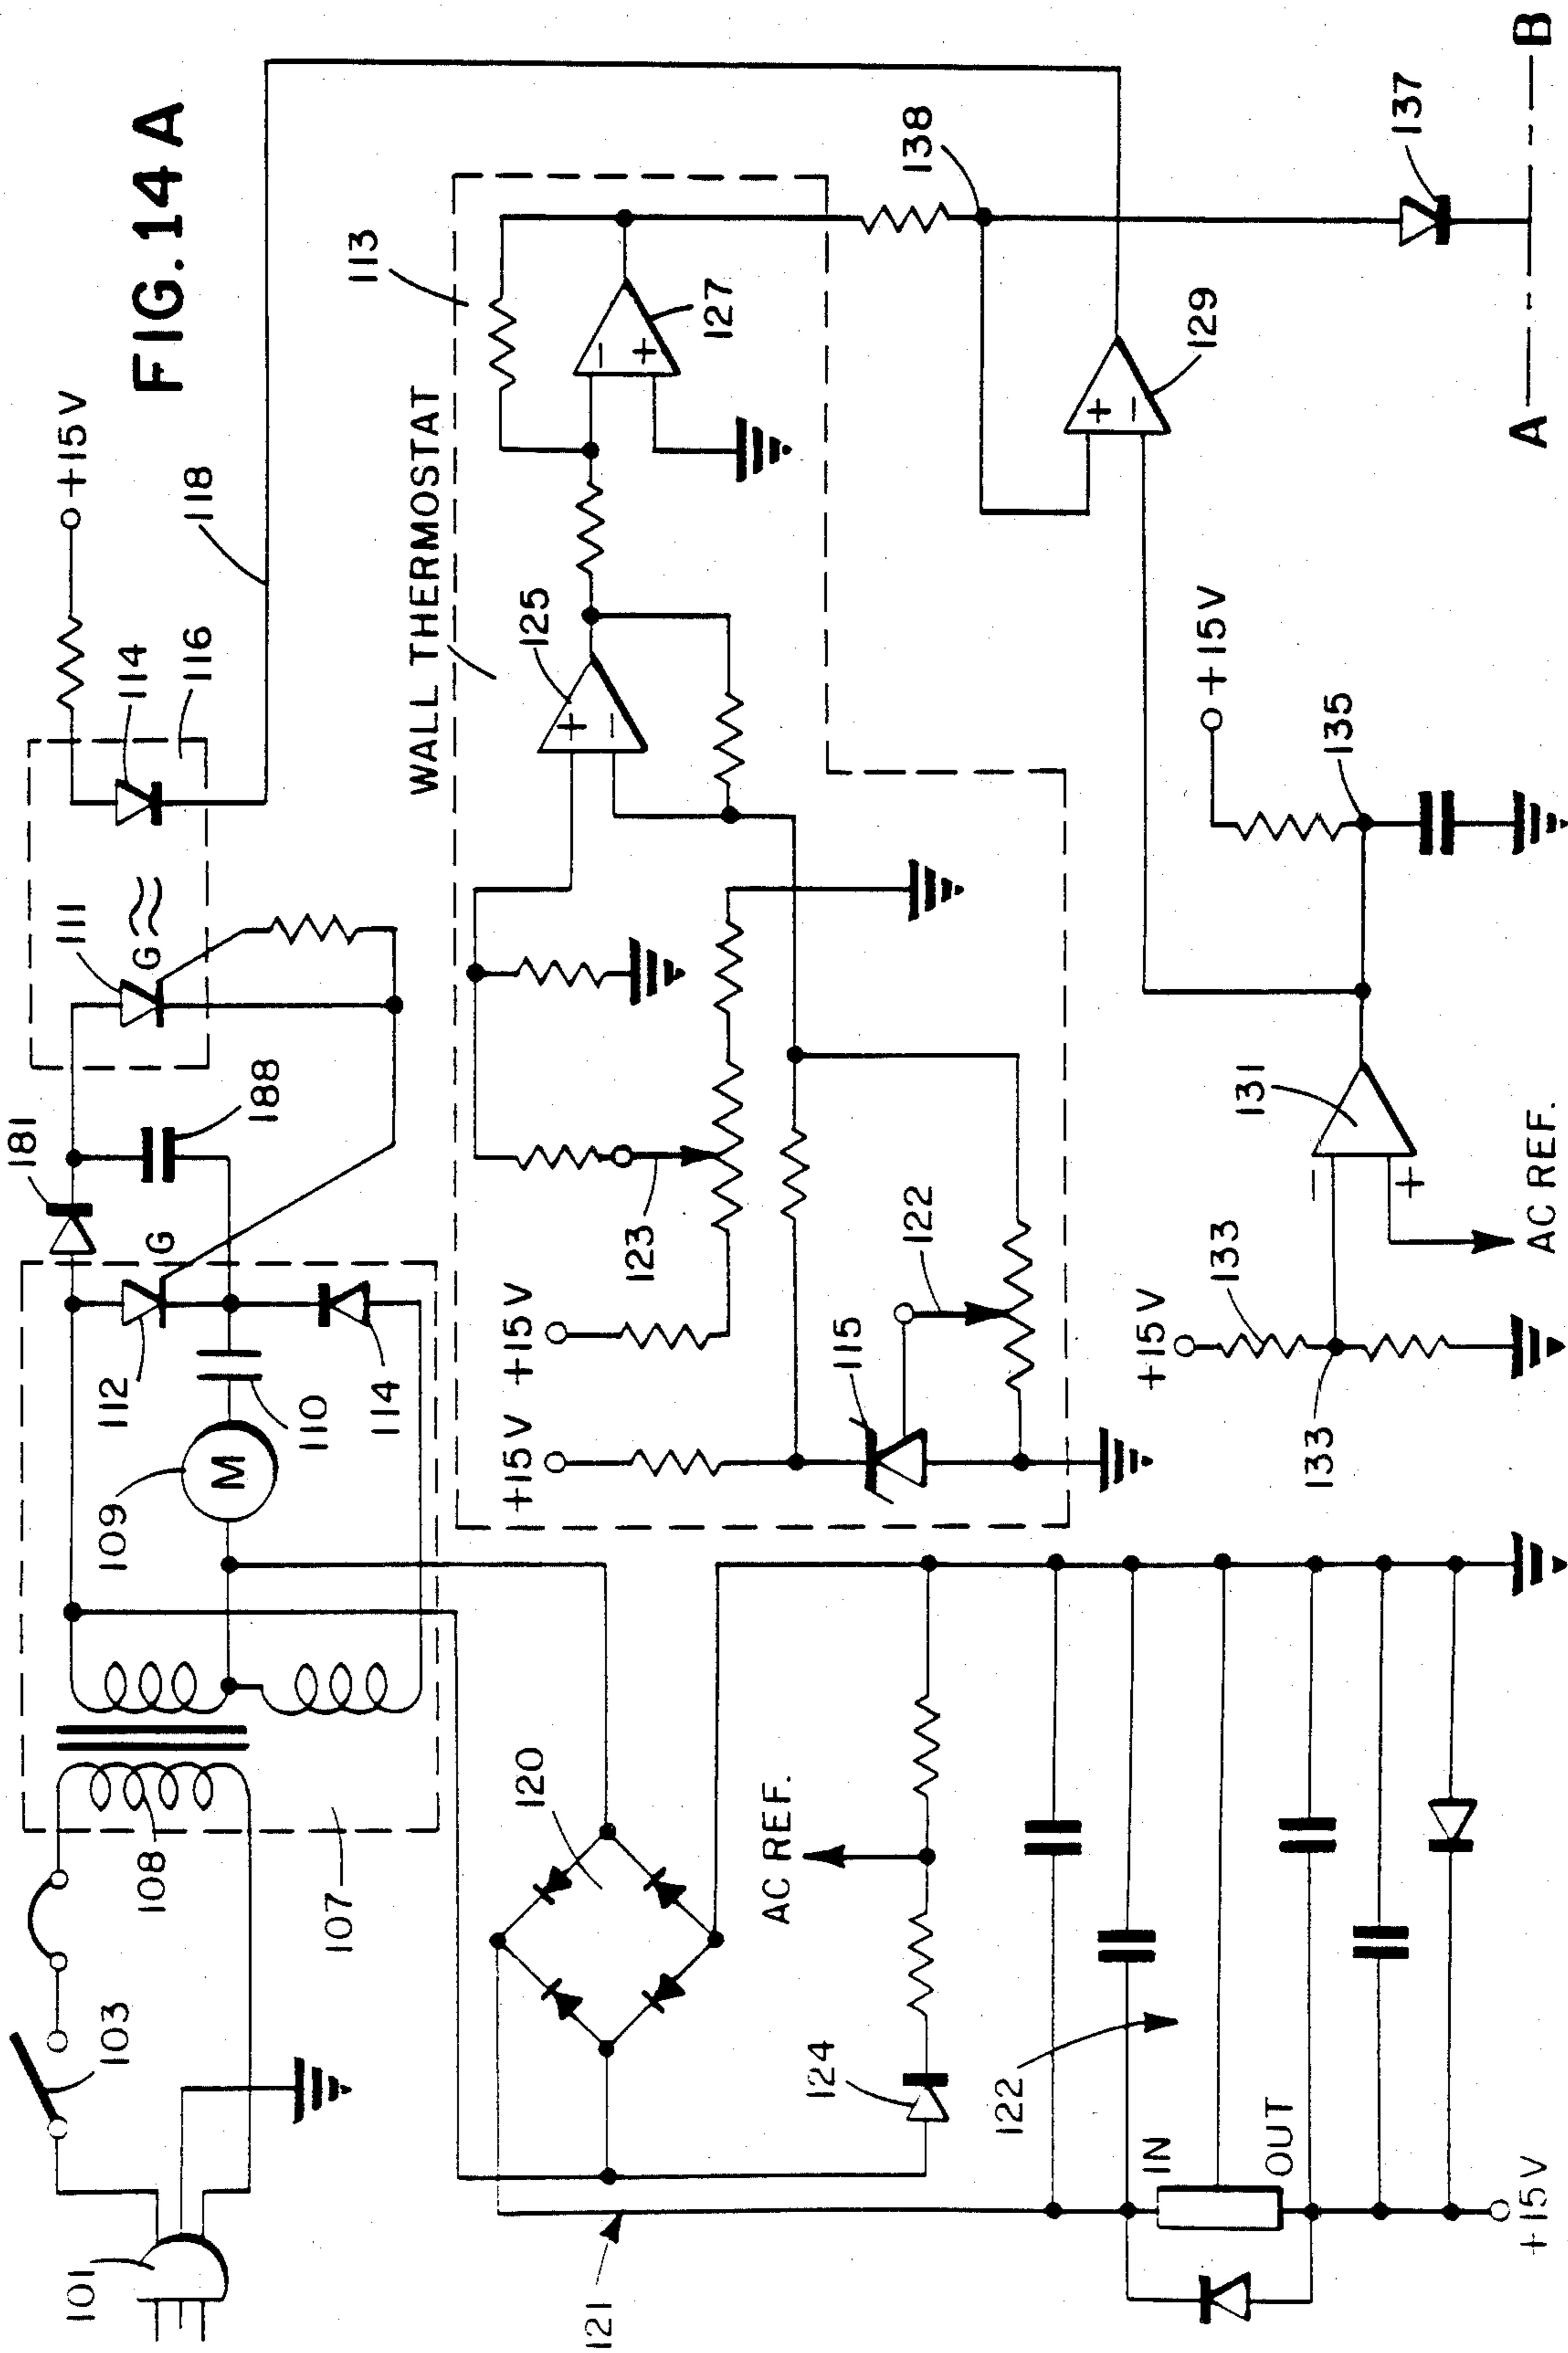 FIG. 14 A
101
103
108
107
109
M
110
112
G
114
181
188
111
G
114
116
+15V
118
WALL THERMOSTAT
113
+15V
+15V
115
122
123
125
+
−
127
−
+
138
129
+
−
137
A
B
120
121
124
AC REF.
122
IN
OUT
+15V
+15V
133
133
131
−
+
AC REF.
135
+15V